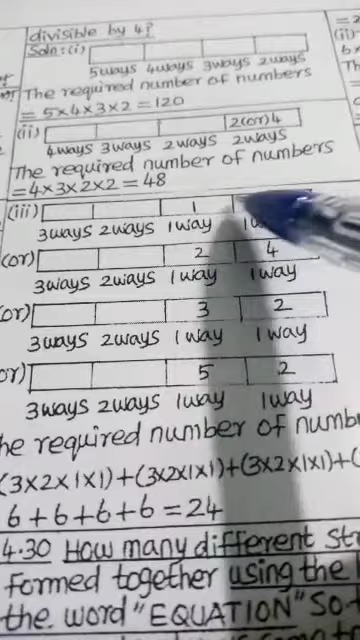 divisible by 4?
Soln:(i)
5ways 4ways 3ways 2ways
The required number of numbers
= 5×4×3×2=120
(ii) 2(or)4
4ways 3ways 2ways 2ways
The required number of numbers
=4×3×2×2=48
(iii) 1
3ways 2ways 1way
(or) 2 4
3ways 2ways 1way 1way
(or) 3 2
3ways 2ways 1way 1way
or) 5 2
3ways 2ways 1way 1way
he required number of numb
(3×2×1×1)+(3×2×1×1)+(3×2×1×1)+(
6+6+6+6=24
4.30 How many different
formed together using the
the word "EQUATION" So